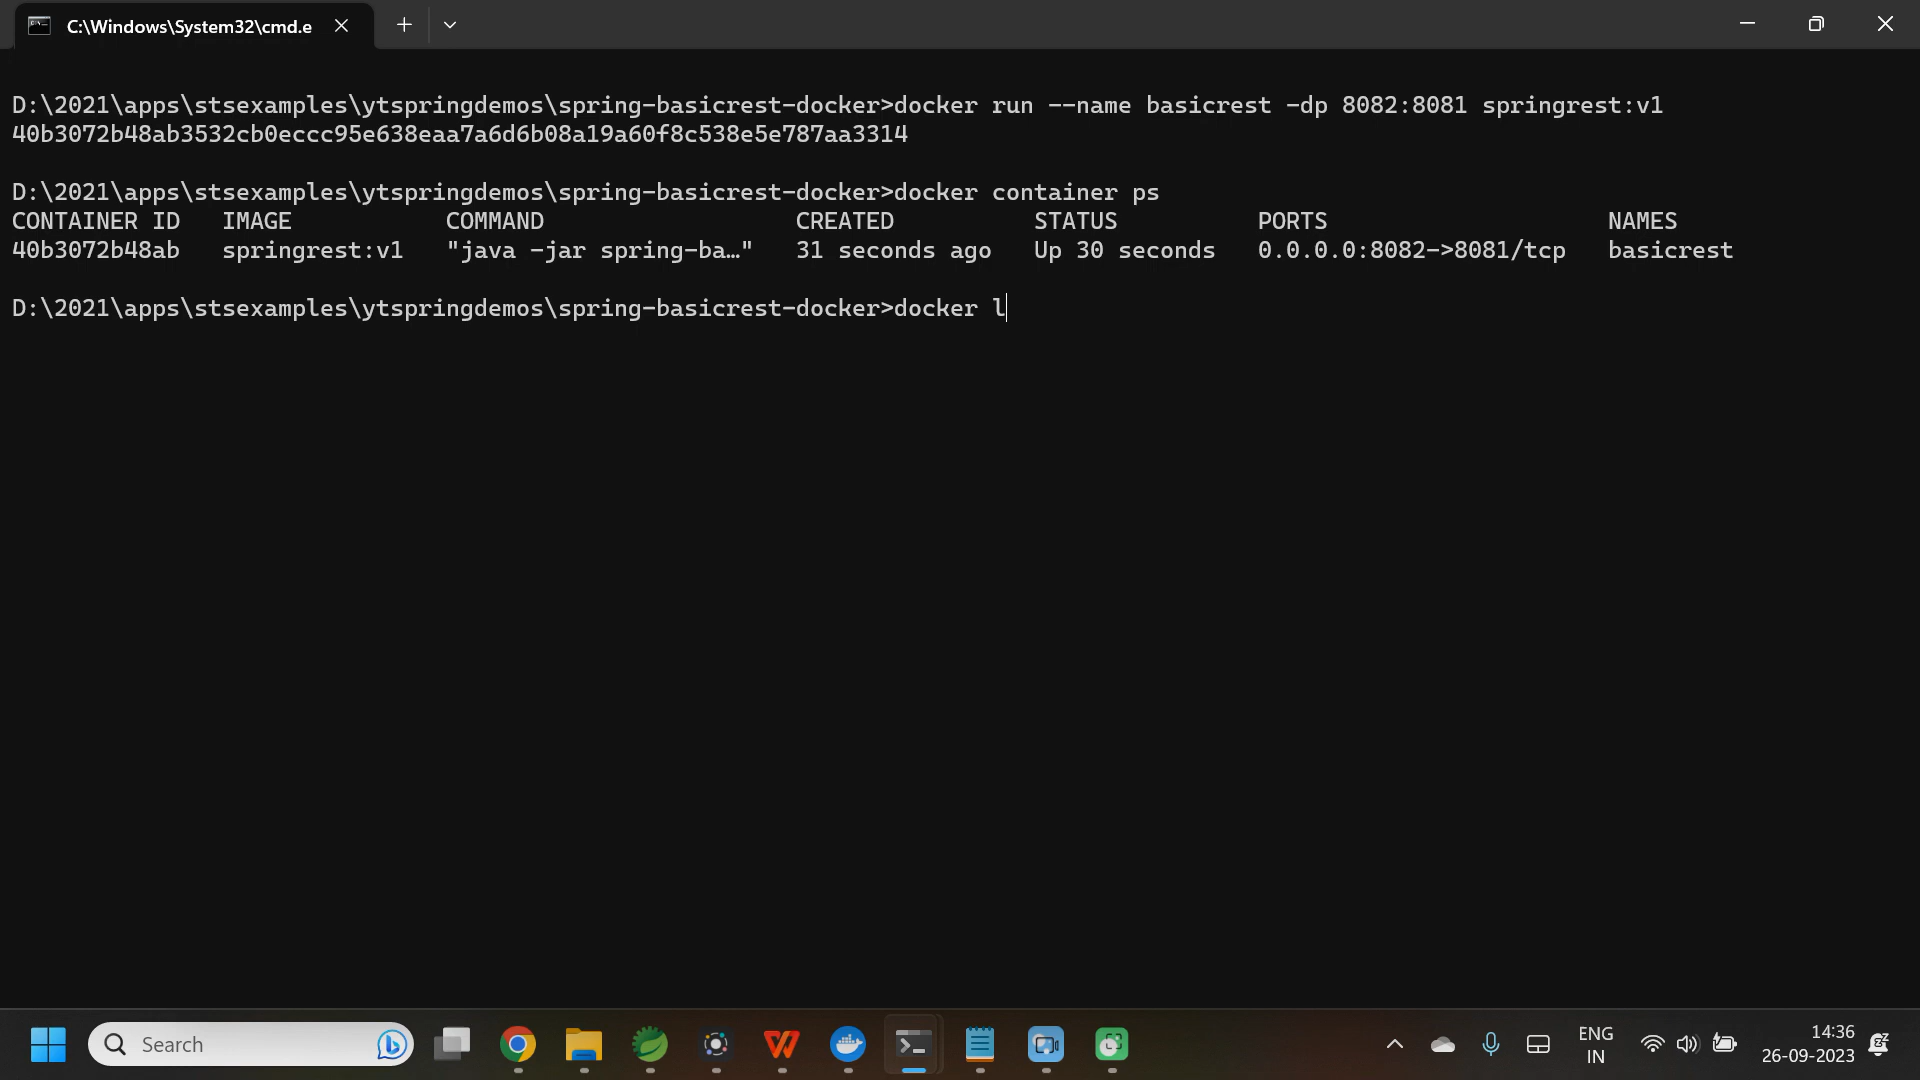 C:\Windows\System32\cmd.e
D:\2021\apps\stsexamples\ytspringdemos\spring-basicrest-docker>docker run --name basicrest -dp 8082:8081 springrest:v1
40b3072b48ab3532cb0eccc95e638eaa7a6d6b08a19a60f8c538e5e787aa3314
D:\2021\apps\stsexamples\ytspringdemos\spring-basicrest-docker>docker container ps
CONTAINER ID   IMAGE           COMMAND                  CREATED          STATUS          PORTS                    NAMES
40b3072b48ab   springrest:v1   "java -jar spring-ba…"   31 seconds ago   Up 30 seconds   0.0.0.0:8082->8081/tcp   basicrest
D:\2021\apps\stsexamples\ytspringdemos\spring-basicrest-docker>docker l
Search
ENG
IN
14:36
26-09-2023